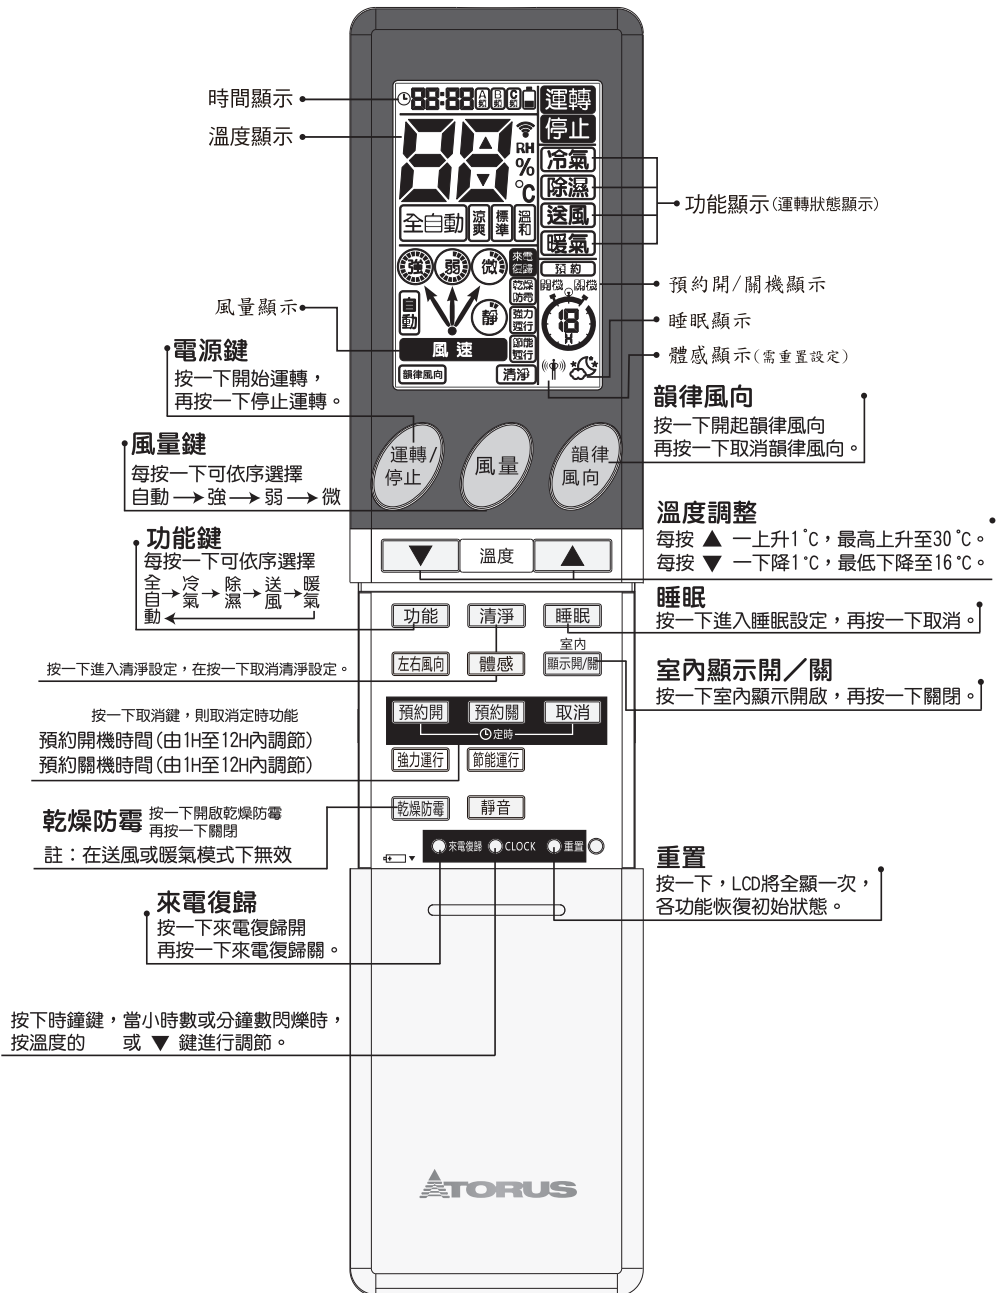 時間顯示
溫度顯示
88:88 A如 B如 C如
運轉
停止
88
RH
%
°C
冷氣
除濕
送風
暖氣
功能顯示(運轉狀態顯示)
全自動 涼爽 標準 溫和
強 弱 微
來電復歸
預約
開機 關機
乾燥防霉
預約開/關機顯示
自動
靜
強力運行
18
H
睡眠顯示
風量顯示
風速
節能運行
體感顯示(需重置設定)
韻律風向
清淨
電源鍵
按一下開始運轉,
再按一下停止運轉。
韻律風向
按一下開起韻律風向
再按一下取消韻律風向。
運轉/停止
風量
韻律風向
風量鍵
每按一下可依序選擇
自動→強→弱→微
溫度調整
每按 ▲ 一上升1°C,最高上升至30°C。
每按 ▼ 一下降1°C,最低下降至16°C。
功能鍵
每按一下可依序選擇
全自動→冷氣→除濕→送風→暖氣
▼ 溫度 ▲
睡眠
按一下進入睡眠設定,再按一下取消。
功能 清淨 睡眠
室內
左右風向 體感 顯示開/關
按一下進入清淨設定,在按一下取消清淨設定。
室內顯示開/關
按一下室內顯示開啟,再按一下關閉。
按一下取消鍵,則取消定時功能
預約開機時間(由1H至12H內調節)
預約關機時間(由1H至12H內調節)
預約開 預約關 取消
定時
強力運行 節能運行
乾燥防霉 靜音
乾燥防霉 按一下開啟乾燥防霉
再按一下關閉
註:在送風或暖氣模式下無效
來電復歸 CLOCK 重置
重置
按一下,LCD將全顯一次,
各功能恢復初始狀態。
來電復歸
按一下來電復歸開
再按一下來電復歸關。
按下時鐘鍵,當小時數或分鐘數閃爍時,
按溫度的 或 ▼ 鍵進行調節。
TORUS